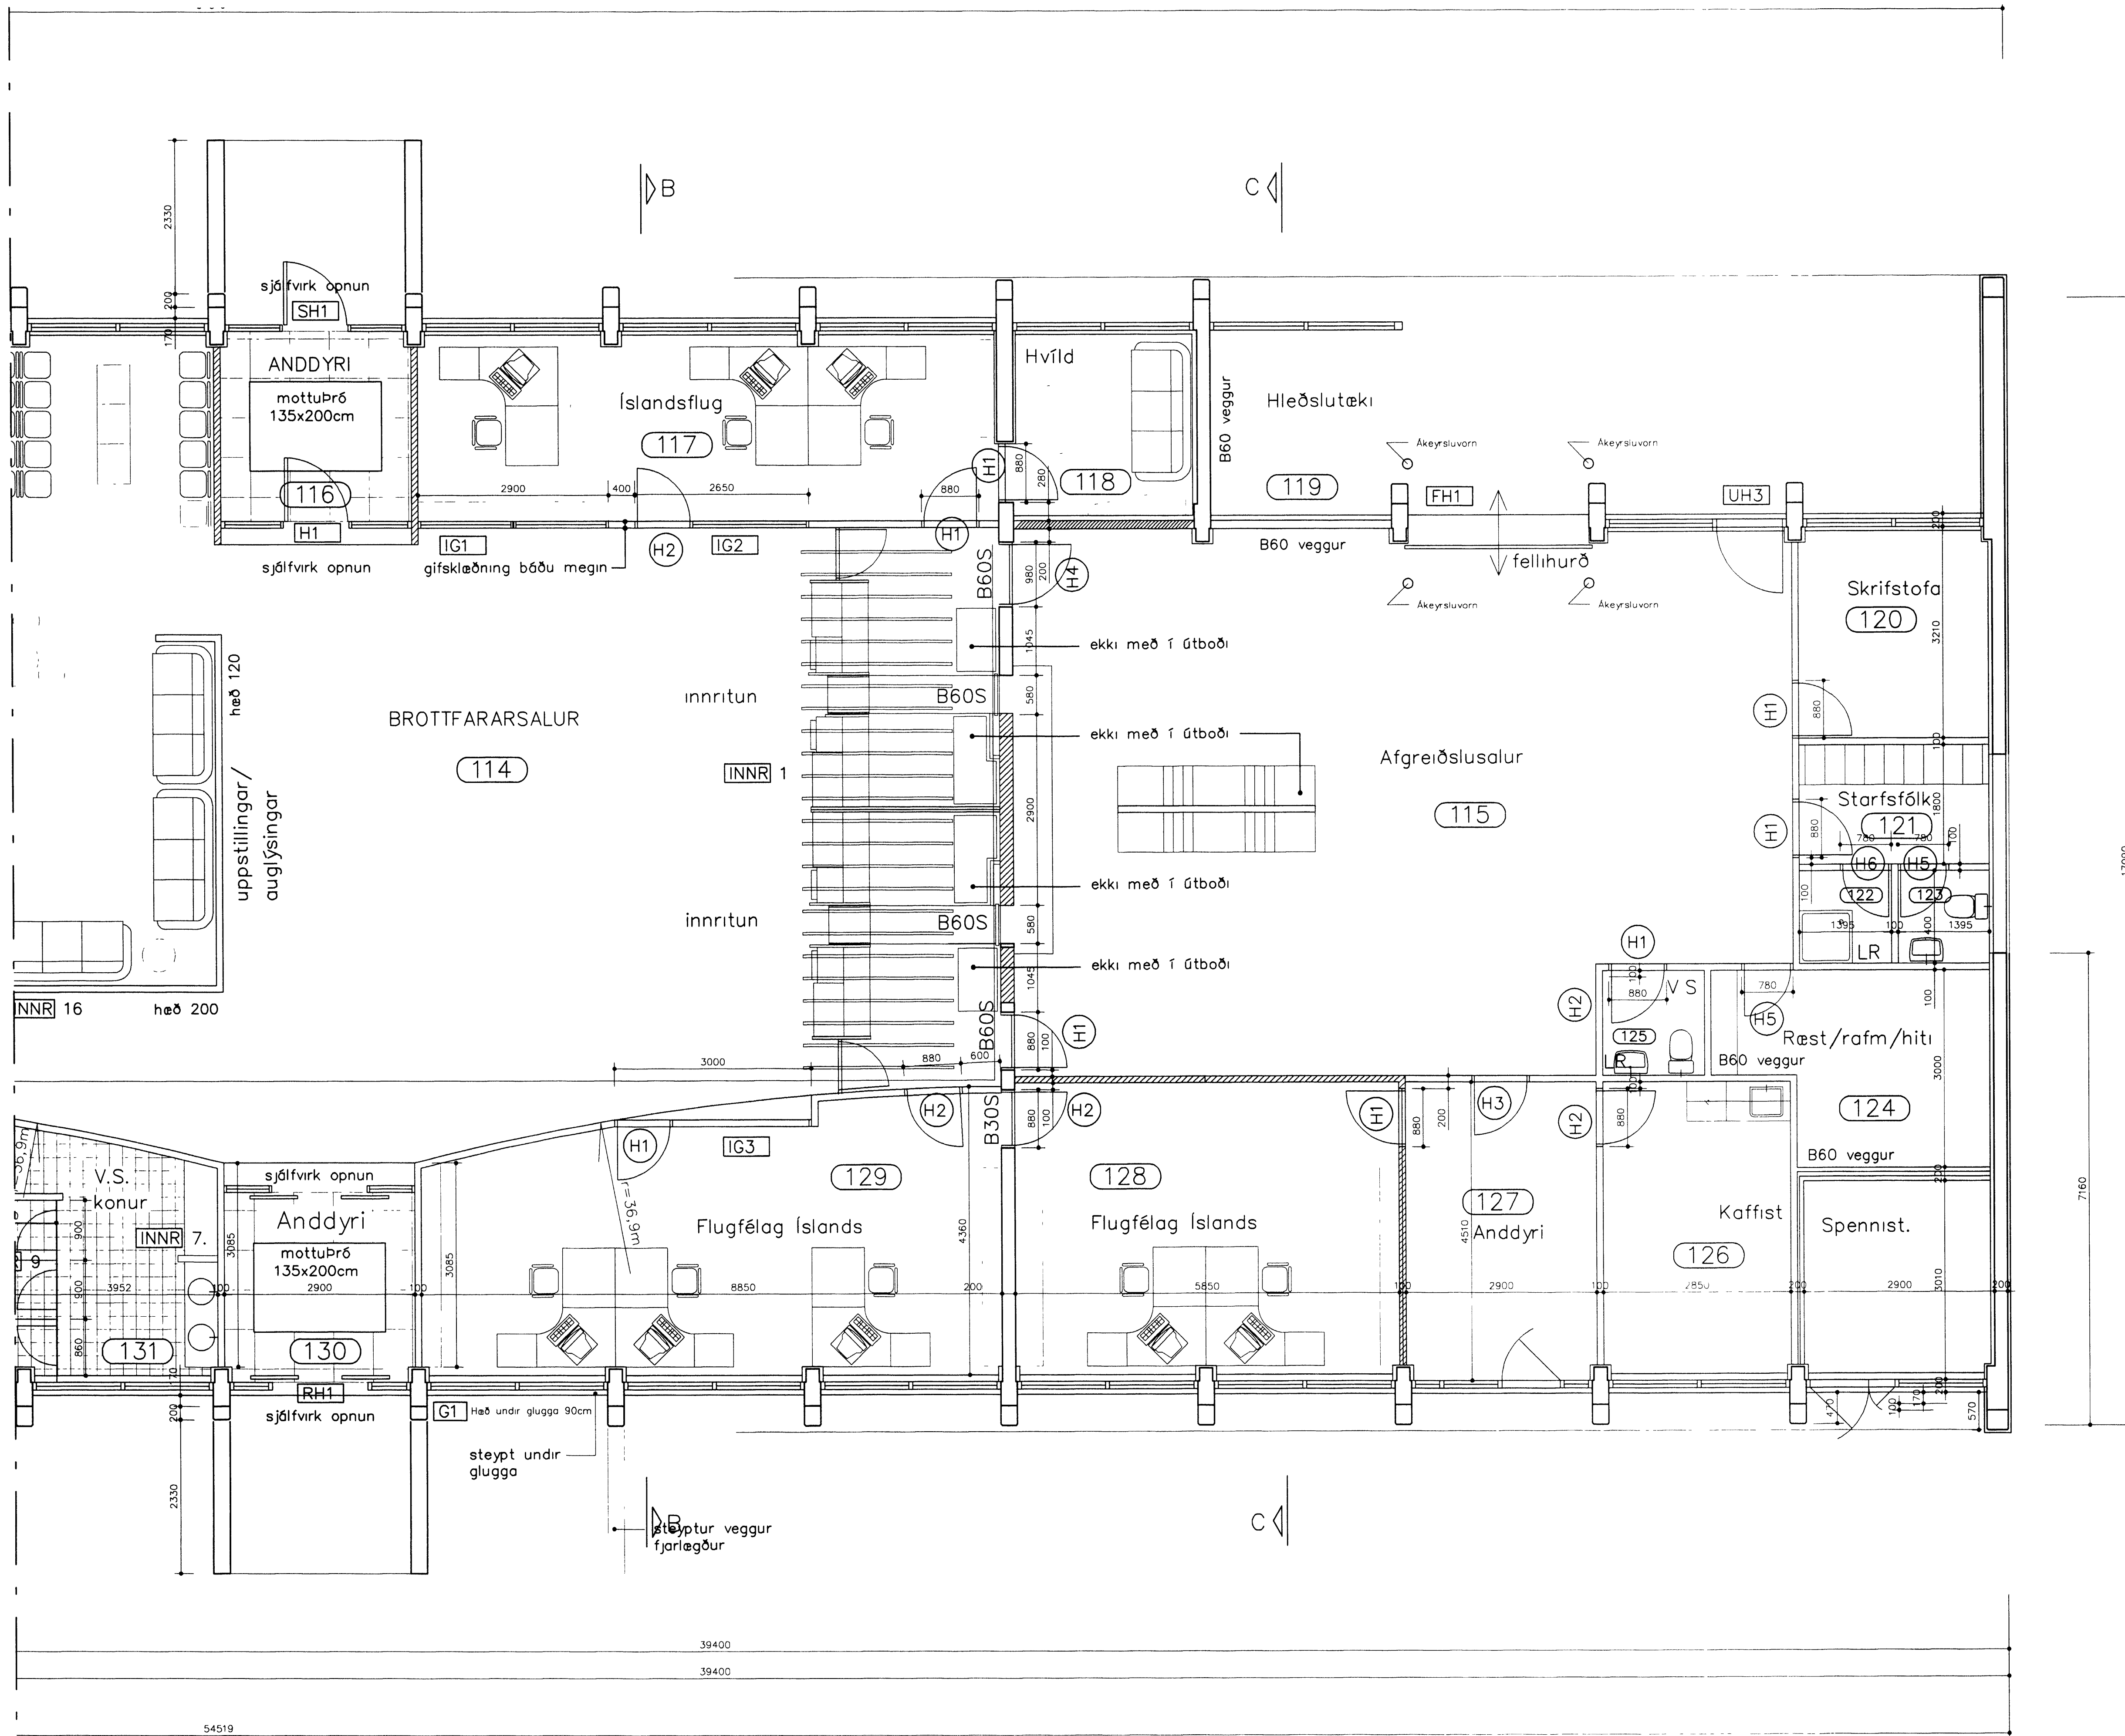 B
C
2330
200
170
sjálfvirk opnun
SH1
ANDDYRI
mottuþró
135x200cm
116
H1
sjálfvirk opnun
Íslandsflug
117
2900
400
2650
880
IG1
H2
IG2
H1
gifsklæðning báðu megin
Hvíld
H1
880
280
118
B60 veggur
Hleðslutæki
119
Akeyrsluvorn
Akeyrsluvorn
FH1
UH3
B60 veggur
fellihurð
Akeyrsluvorn
Akeyrsluvorn
200
B60S
980
200
H4
1045
ekki með í útboði
Skrifstofa
120
3210
H1
880
100
hæð 120
uppstillingar/
auglýsingar
BROTTFARARSALUR
114
innritun
B60S
580
INNR 1
ekki með í útboði
2900
Afgreiðslusalur
115
Starfsfólk
121
1800
H1
880
780
780
100
H6
H5
100
122
123
1395
100
400
1395
LR
innritun
ekki með í útboði
B60S
580
ekki með í útboði
1045
INNR 16
hæð 200
B60S
880
100
H1
3000
880
600
H1
100
880
V S
H2
125
LR
780
H5
100
Ræst/rafm/hiti
B60 veggur
3000
124
B60 veggur
H2
B30S
880
100
H2
H1
880
200
H3
H2
100
880
36,9m
V.S.
konur
INNR 7.
9
900
900
860
3952
131
sjálfvirk opnun
Anddyri
mottuþró
135x200cm
3085
100
2900
100
130
RH1
sjálfvirk opnun
H1
IG3
3085
r=36,9m
129
Flugfélag Íslands
4360
8850
200
128
Flugfélag Íslands
5850
100
127
Anddyri
4510
2900
100
Kaffist
126
2850
200
Spennist.
220
3010
2900
200
170
200
2330
G1
Hæð undir glugga 90cm
steypt undir
glugga
B
steyptur veggur
fjarlægður
C
470
100
170
200
570
7160
39400
39400
54519